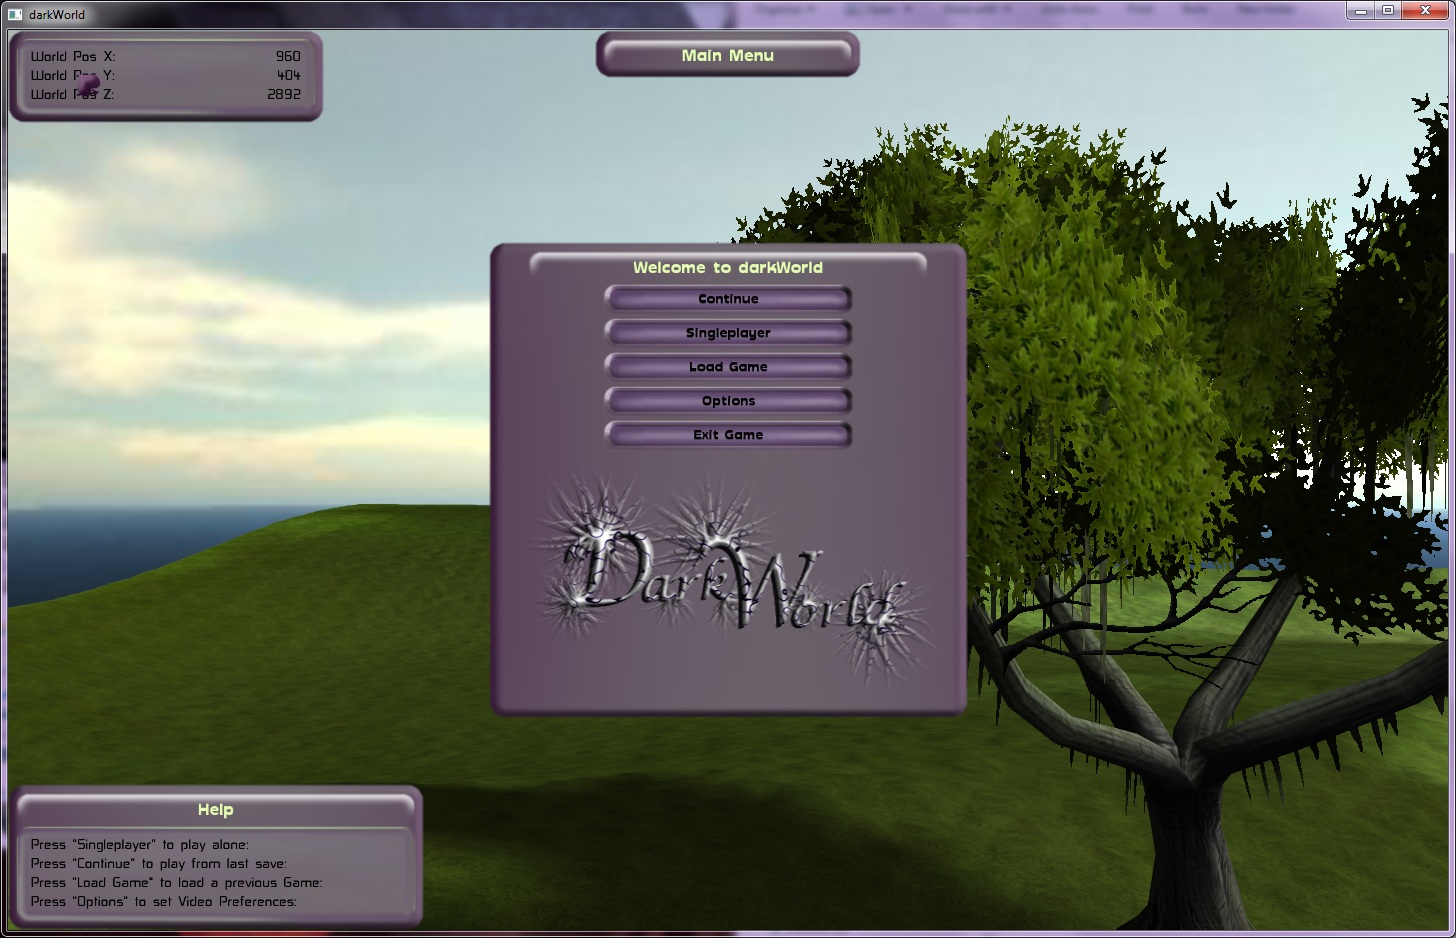 darkWorld
World Pos X: 960
World Pos Y: 404
World Pos Z: 2892
Main Menu
Welcome to darkWorld
Continue
Singleplayer
Load Game
Options
Exit Game
DarkWorld
Help
Press "Singleplayer" to play alone:
Press "Continue" to play from last save:
Press "Load Game" to load a previous Game:
Press "Options" to set Video Preferences: